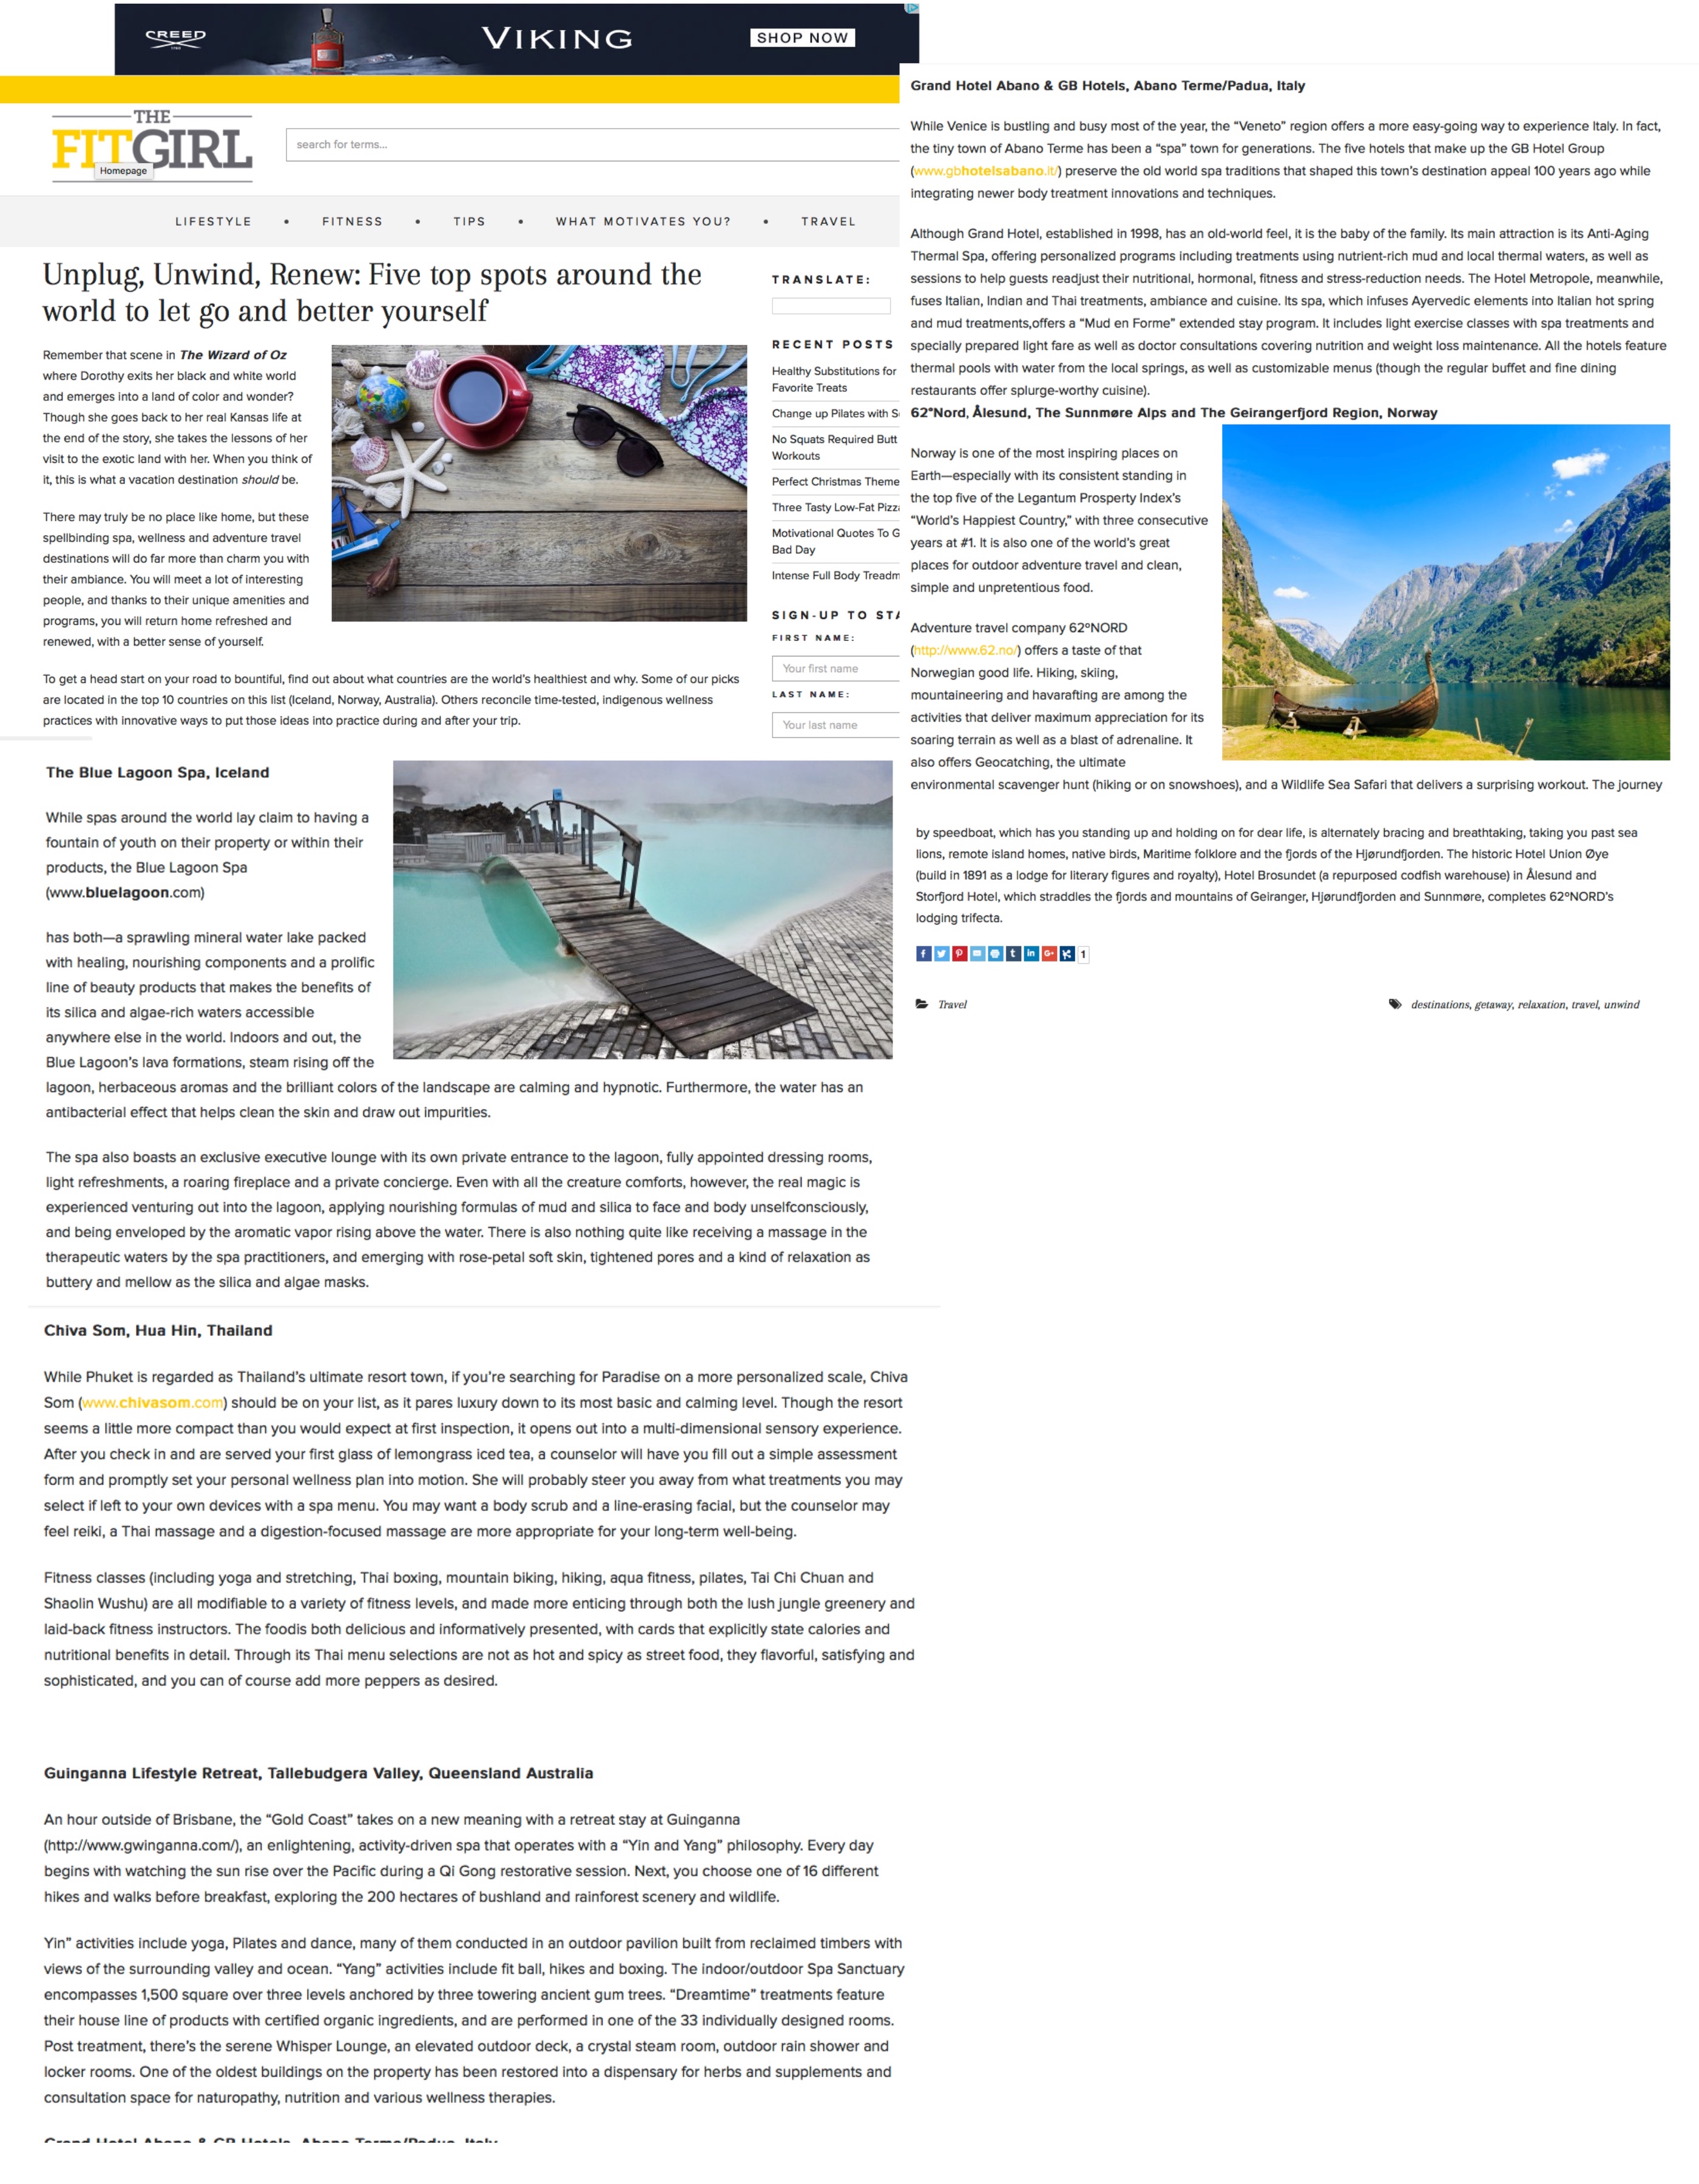 CREED
1760
VIKING
SHOP NOW
THE
FITGIRL
Homepage
search for terms...
LIFESTYLE • FITNESS • TIPS • WHAT MOTIVATES YOU? • TRAVEL
Unplug, Unwind, Renew: Five top spots around the
world to let go and better yourself
Remember that scene in The Wizard of Oz
where Dorothy exits her black and white world
and emerges into a land of color and wonder?
Though she goes back to her real Kansas life at
the end of the story, she takes the lessons of her
visit to the exotic land with her. When you think of
it, this is what a vacation destination should be.
There may truly be no place like home, but these
spellbinding spa, wellness and adventure travel
destinations will do far more than charm you with
their ambiance. You will meet a lot of interesting
people, and thanks to their unique amenities and
programs, you will return home refreshed and
renewed, with a better sense of yourself.
To get a head start on your road to bountiful, find out about what countries are the world's healthiest and why. Some of our picks
are located in the top 10 countries on this list (Iceland, Norway, Australia). Others reconcile time-tested, indigenous wellness
practices with innovative ways to put those ideas into practice during and after your trip.
TRANSLATE:
RECENT POSTS
Healthy Substitutions for
Favorite Treats
Change up Pilates with S
No Squats Required Butt
Workouts
Perfect Christmas Theme
Three Tasty Low-Fat Pizz
Motivational Quotes To G
Bad Day
Intense Full Body Treadm
SIGN-UP TO STA
FIRST NAME:
Your first name
LAST NAME:
Your last name
The Blue Lagoon Spa, Iceland
While spas around the world lay claim to having a
fountain of youth on their property or within their
products, the Blue Lagoon Spa
(www.bluelagoon.com)
has both—a sprawling mineral water lake packed
with healing, nourishing components and a prolific
line of beauty products that makes the benefits of
its silica and algae-rich waters accessible
anywhere else in the world. Indoors and out, the
Blue Lagoon's lava formations, steam rising off the
lagoon, herbaceous aromas and the brilliant colors of the landscape are calming and hypnotic. Furthermore, the water has an
antibacterial effect that helps clean the skin and draw out impurities.
The spa also boasts an exclusive executive lounge with its own private entrance to the lagoon, fully appointed dressing rooms,
light refreshments, a roaring fireplace and a private concierge. Even with all the creature comforts, however, the real magic is
experienced venturing out into the lagoon, applying nourishing formulas of mud and silica to face and body unselfconsciously,
and being enveloped by the aromatic vapor rising above the water. There is also nothing quite like receiving a massage in the
therapeutic waters by the spa practitioners, and emerging with rose-petal soft skin, tightened pores and a kind of relaxation as
buttery and mellow as the silica and algae masks.
Chiva Som, Hua Hin, Thailand
While Phuket is regarded as Thailand's ultimate resort town, if you're searching for Paradise on a more personalized scale, Chiva
Som (www.chivasom.com) should be on your list, as it pares luxury down to its most basic and calming level. Though the resort
seems a little more compact than you would expect at first inspection, it opens out into a multi-dimensional sensory experience.
After you check in and are served your first glass of lemongrass iced tea, a counselor will have you fill out a simple assessment
form and promptly set your personal wellness plan into motion. She will probably steer you away from what treatments you may
select if left to your own devices with a spa menu. You may want a body scrub and a line-erasing facial, but the counselor may
feel reiki, a Thai massage and a digestion-focused massage are more appropriate for your long-term well-being.
Fitness classes (including yoga and stretching, Thai boxing, mountain biking, hiking, aqua fitness, pilates, Tai Chi Chuan and
Shaolin Wushu) are all modifiable to a variety of fitness levels, and made more enticing through both the lush jungle greenery and
laid-back fitness instructors. The foodis both delicious and informatively presented, with cards that explicitly state calories and
nutritional benefits in detail. Through its Thai menu selections are not as hot and spicy as street food, they flavorful, satisfying and
sophisticated, and you can of course add more peppers as desired.
Guinganna Lifestyle Retreat, Tallebudgera Valley, Queensland Australia
An hour outside of Brisbane, the “Gold Coast” takes on a new meaning with a retreat stay at Guinganna
(http://www.gwinganna.com/), an enlightening, activity-driven spa that operates with a “Yin and Yang” philosophy. Every day
begins with watching the sun rise over the Pacific during a Qi Gong restorative session. Next, you choose one of 16 different
hikes and walks before breakfast, exploring the 200 hectares of bushland and rainforest scenery and wildlife.
Yin” activities include yoga, Pilates and dance, many of them conducted in an outdoor pavilion built from reclaimed timbers with
views of the surrounding valley and ocean. “Yang” activities include fit ball, hikes and boxing. The indoor/outdoor Spa Sanctuary
encompasses 1,500 square over three levels anchored by three towering ancient gum trees. “Dreamtime” treatments feature
their house line of products with certified organic ingredients, and are performed in one of the 33 individually designed rooms.
Post treatment, there's the serene Whisper Lounge, an elevated outdoor deck, a crystal steam room, outdoor rain shower and
locker rooms. One of the oldest buildings on the property has been restored into a dispensary for herbs and supplements and
consultation space for naturopathy, nutrition and various wellness therapies.
Grand Hotel Abano & GB Hotels, Abano Terme/Padua, Italy
Grand Hotel Abano & GB Hotels, Abano Terme/Padua, Italy
While Venice is bustling and busy most of the year, the “Veneto” region offers a more easy-going way to experience Italy. In fact,
the tiny town of Abano Terme has been a “spa” town for generations. The five hotels that make up the GB Hotel Group
(www.gbhotelsabano.it/) preserve the old world spa traditions that shaped this town's destination appeal 100 years ago while
integrating newer body treatment innovations and techniques.
Although Grand Hotel, established in 1998, has an old-world feel, it is the baby of the family. Its main attraction is its Anti-Aging
Thermal Spa, offering personalized programs including treatments using nutrient-rich mud and local thermal waters, as well as
sessions to help guests readjust their nutritional, hormonal, fitness and stress-reduction needs. The Hotel Metropole, meanwhile,
fuses Italian, Indian and Thai treatments, ambiance and cuisine. Its spa, which infuses Ayervedic elements into Italian hot spring
and mud treatments,offers a “Mud en Forme” extended stay program. It includes light exercise classes with spa treatments and
specially prepared light fare as well as doctor consultations covering nutrition and weight loss maintenance. All the hotels feature
thermal pools with water from the local springs, as well as customizable menus (though the regular buffet and fine dining
restaurants offer splurge-worthy cuisine).
62°Nord, Ålesund, The Sunnmøre Alps and The Geirangerfjord Region, Norway
Norway is one of the most inspiring places on
Earth—especially with its consistent standing in
the top five of the Legantum Prosperity Index's
“World's Happiest Country,” with three consecutive
years at #1. It is also one of the world's great
places for outdoor adventure travel and clean,
simple and unpretentious food.
Adventure travel company 62ºNORD
(http://www.62.no/) offers a taste of that
Norwegian good life. Hiking, skiing,
mountaineering and havarafting are among the
activities that deliver maximum appreciation for its
soaring terrain as well as a blast of adrenaline. It
also offers Geocatching, the ultimate
environmental scavenger hunt (hiking or on snowshoes), and a Wildlife Sea Safari that delivers a surprising workout. The journey
by speedboat, which has you standing up and holding on for dear life, is alternately bracing and breathtaking, taking you past sea
lions, remote island homes, native birds, Maritime folklore and the fjords of the Hjørundfjorden. The historic Hotel Union Øye
(build in 1891 as a lodge for literary figures and royalty), Hotel Brosundet (a repurposed codfish warehouse) in Ålesund and
Storfjord Hotel, which straddles the fjords and mountains of Geiranger, Hjørundfjorden and Sunnmøre, completes 62ºNORD's
lodging trifecta.
1
Travel
destinations, getaway, relaxation, travel, unwind